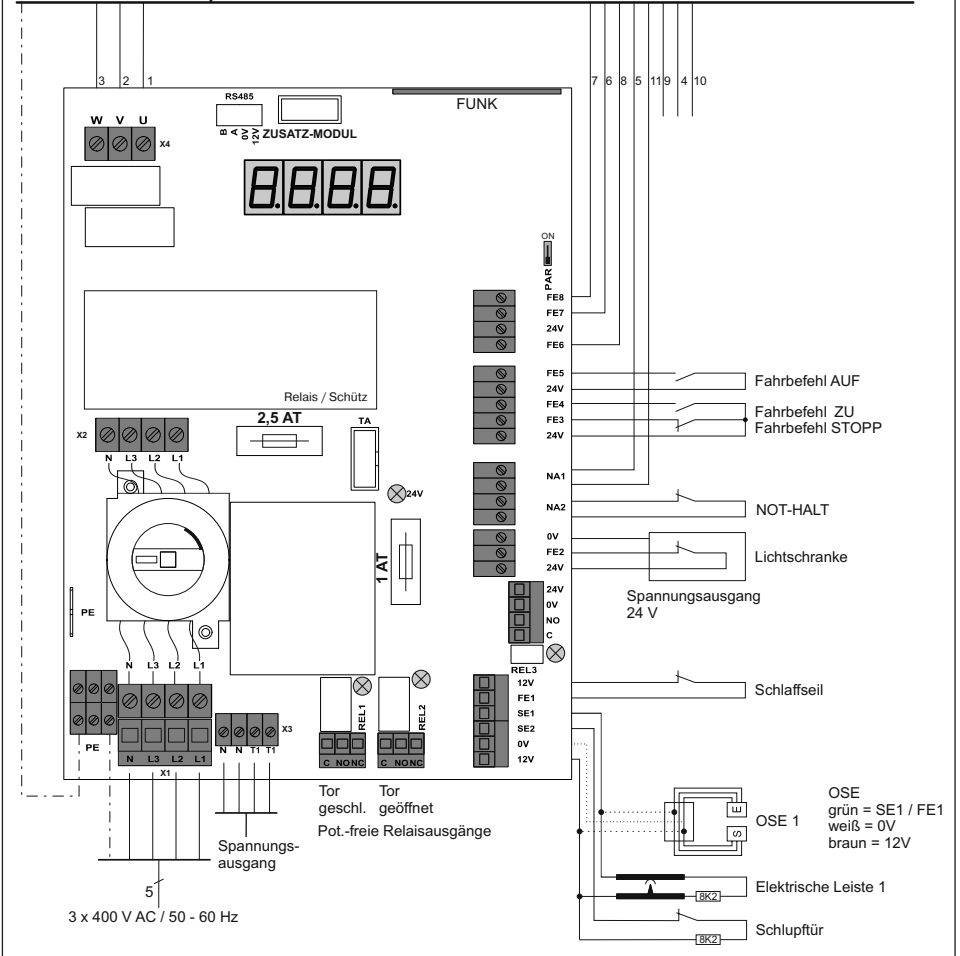 3 2 1
7 6 8 5 11 9 4 10
RS485
FUNK
B A 0V 12V
ZUSATZ-MODUL
W V U
X4
8.8.8.8.
ON
PAR
FE8
FE7
24V
FE6
FE5
24V
FE4
FE3
24V
Fahrbefehl AUF
Fahrbefehl ZU
Fahrbefehl STOPP
Relais / Schütz
2,5 AT
TA
X2
N L3 L2 L1
24V
NA1
NA2
NOT-HALT
0V
FE2
24V
Lichtschranke
1 AT
24V
0V
NO
C
Spannungsausgang
24 V
REL3
PE
N L3 L2 L1
12V
FE1
SE1
SE2
0V
12V
Schlaffseil
REL1
REL2
X3
N N T1 T1
PE
N L3 L2 L1
X1
C NO NC
C NO NC
Tor
geschl.
Tor
geöffnet
Pot.-freie Relaisausgänge
Spannungs-
ausgang
5
3 x 400 V AC / 50 - 60 Hz
E
S
OSE 1
OSE
grün = SE1 / FE1
weiß = 0V
braun = 12V
Elektrische Leiste 1
8K2
Schlupftür
8K2